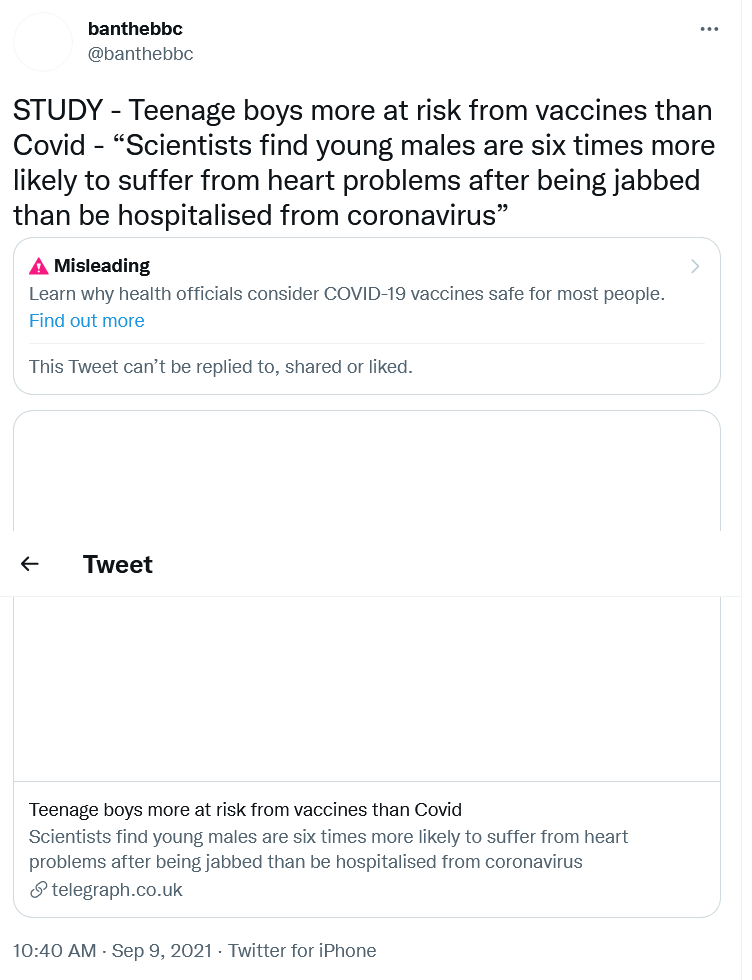 banthebbc
@banthebbc
STUDY - Teenage boys more at risk from vaccines than
Covid - “Scientists find young males are six times more
likely to suffer from heart problems after being jabbed
than be hospitalised from coronavirus”
Misleading
Learn why health officials consider COVID-19 vaccines safe for most people.
Find out more
This Tweet can’t be replied to, shared or liked.
Tweet
Teenage boys more at risk from vaccines than Covid
Scientists find young males are six times more likely to suffer from heart
problems after being jabbed than be hospitalised from coronavirus
telegraph.co.uk
10:40 AM · Sep 9, 2021 · Twitter for iPhone